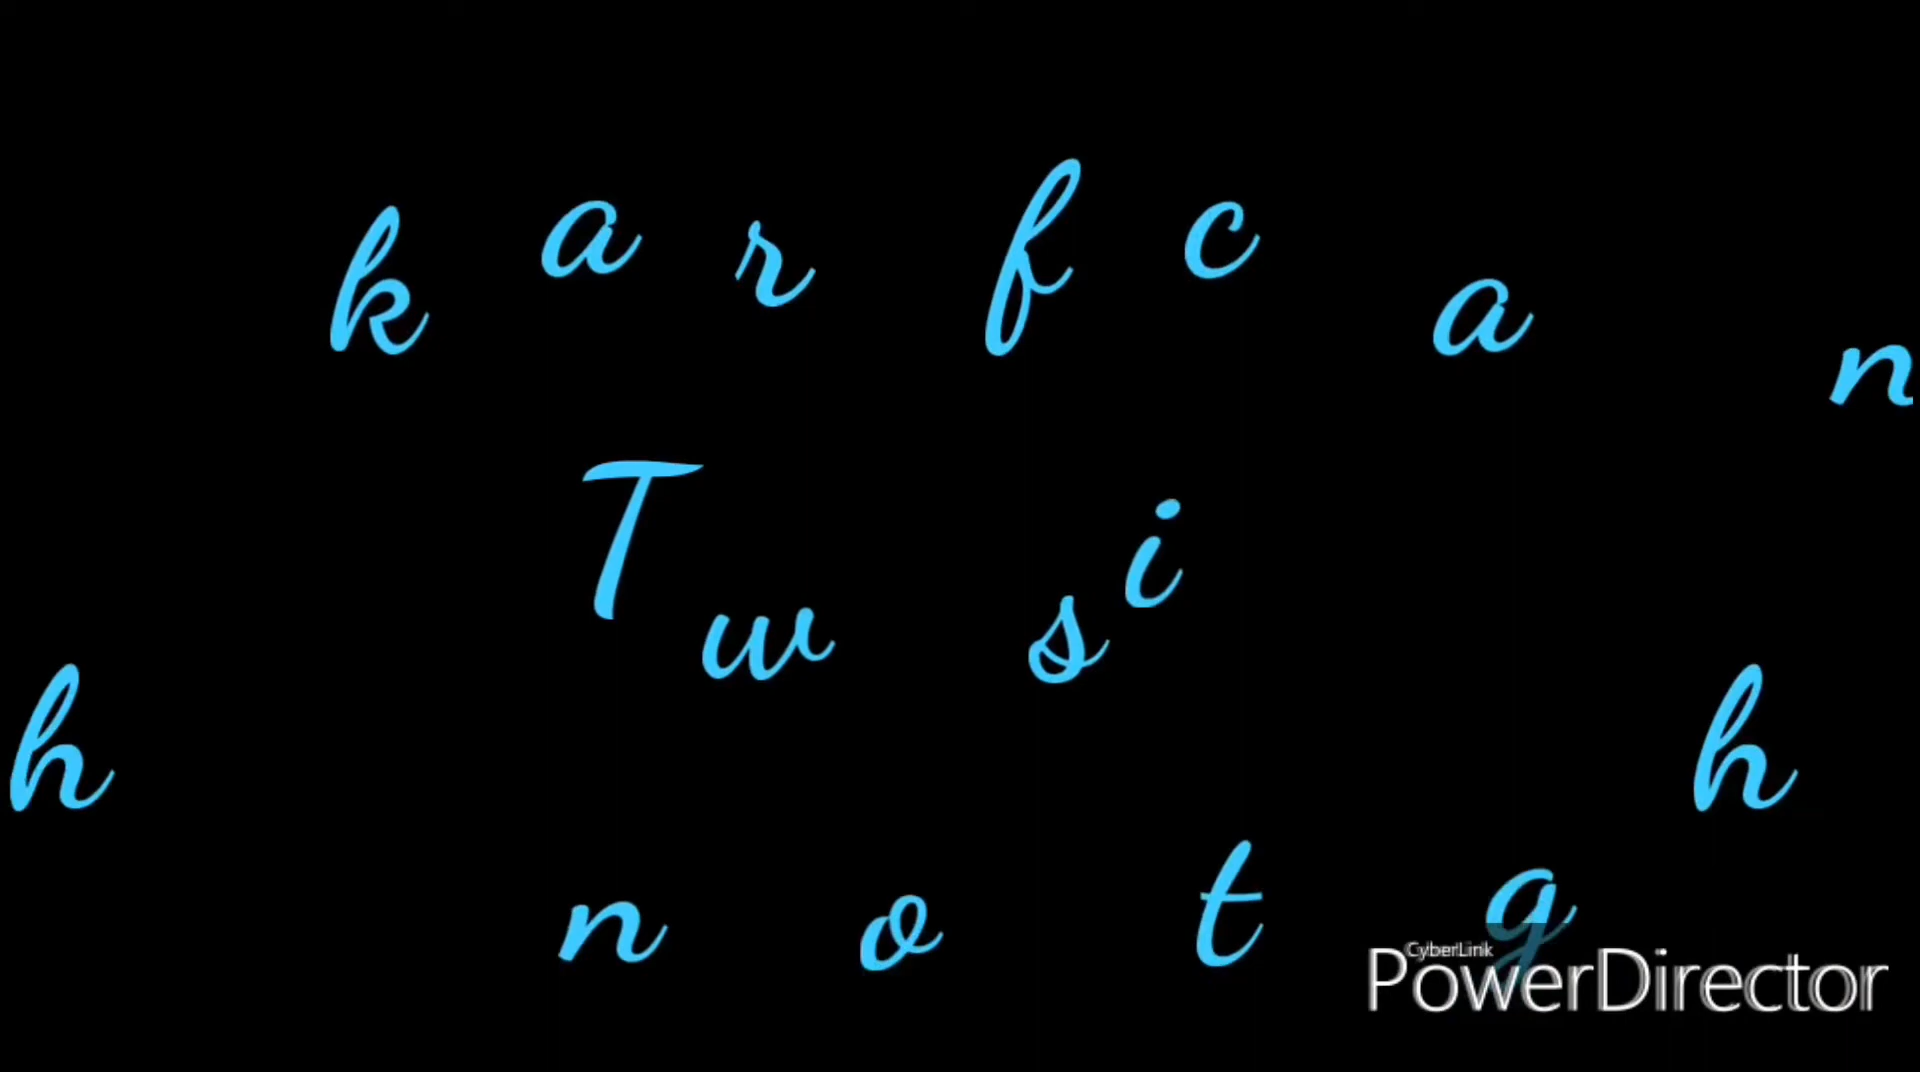 k a r f c a n
T w s i
h h
n o t g
CyberLink
PowerDirector